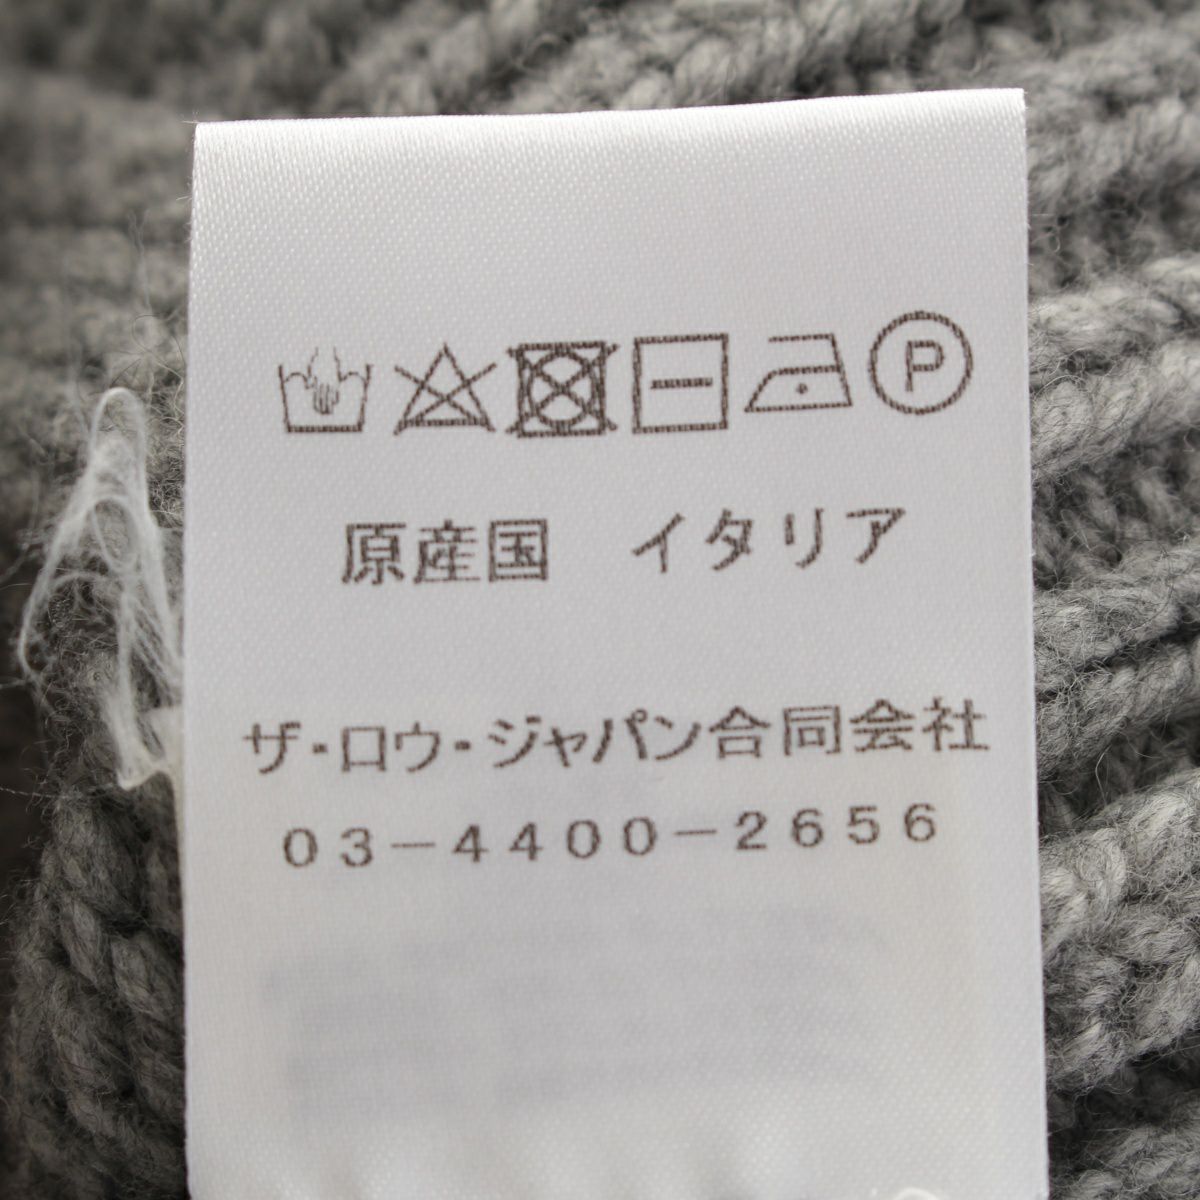 P
原産国　イタリア
ザ・ロウ・ジャパン合同会社
03-4400-2656